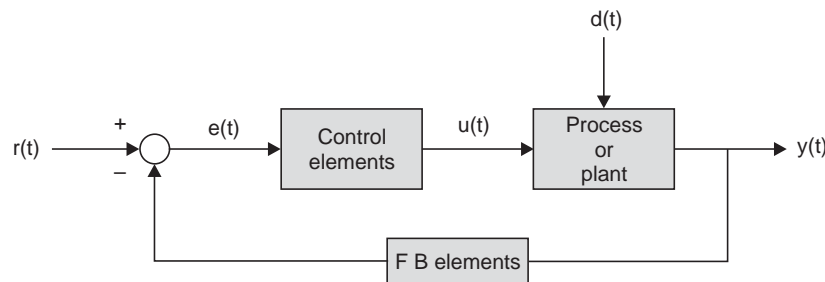 d(t)
r(t)
+
–
e(t)
Control
elements
u(t)
Process
or
plant
y(t)
F B elements